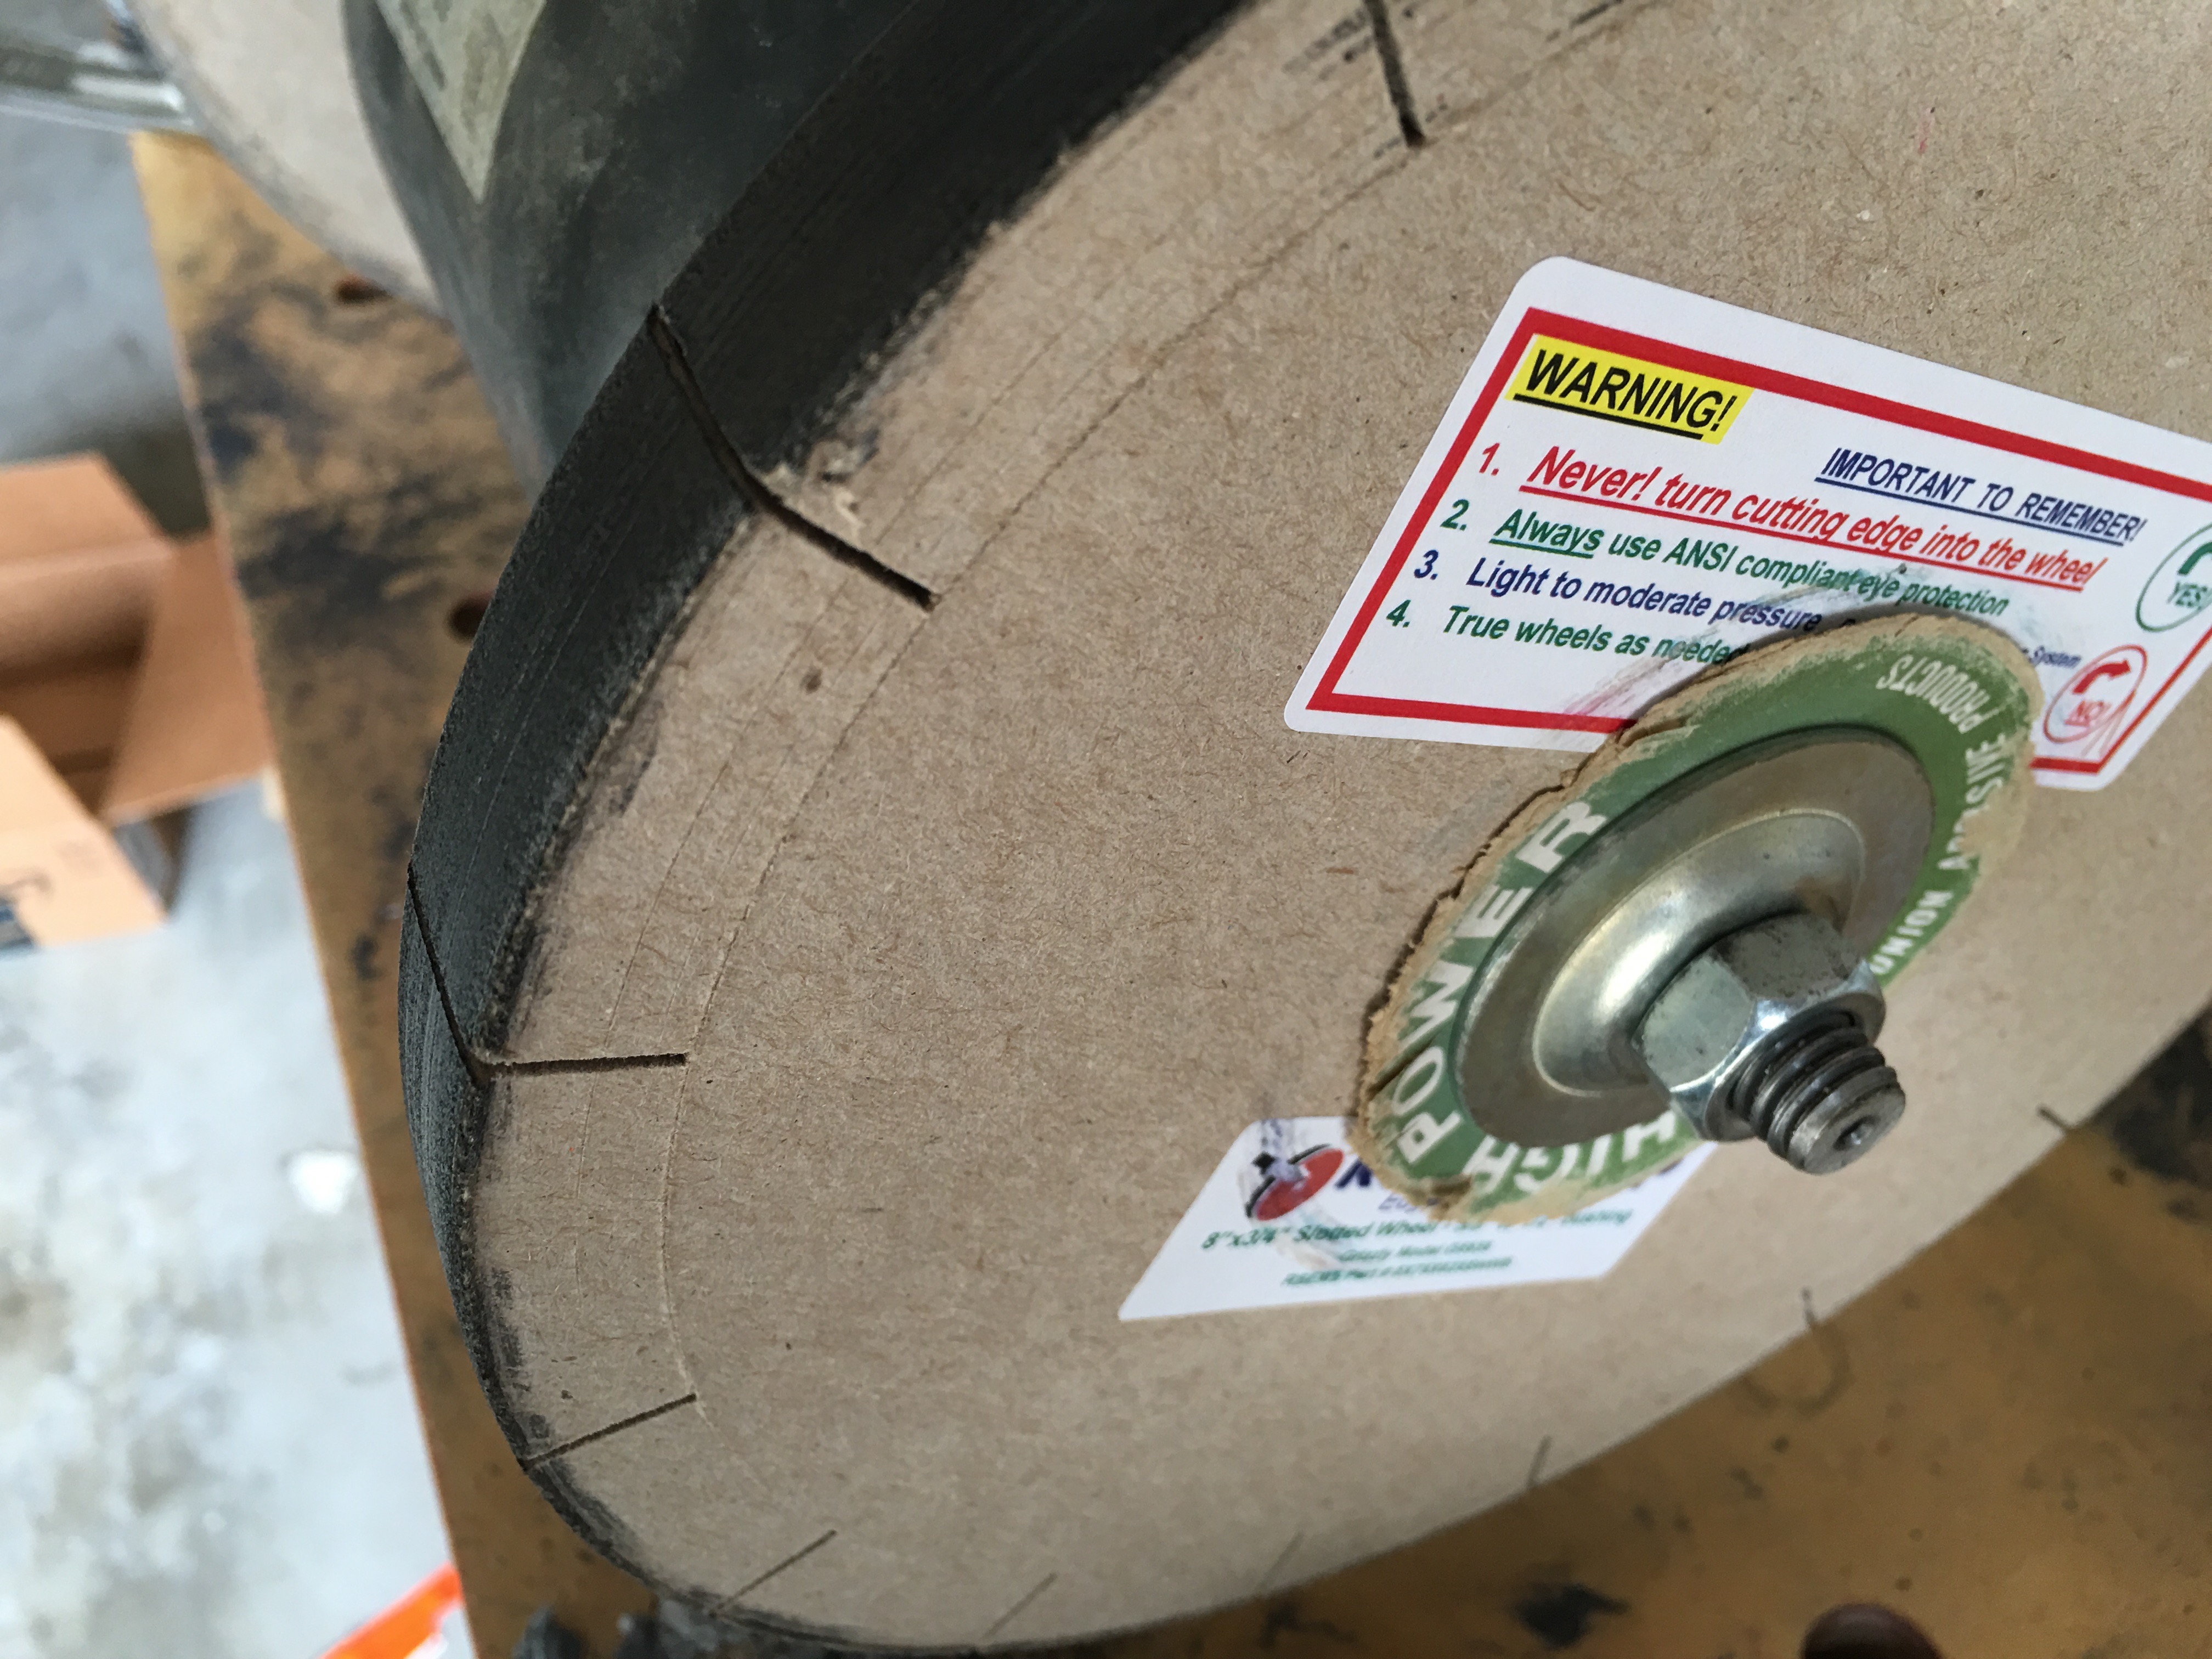 WARNING!
IMPORTANT TO REMEMBER!
1. Never! turn cutting edge into the wheel
2. Always use ANSI compliant eye protection
3. Light to moderate pressure
4. True wheels as needed
System
YES!
NO!
HIGH POWER
UNION ABRASIVE PRODUCTS
8"x3/4" Slotted Wheel